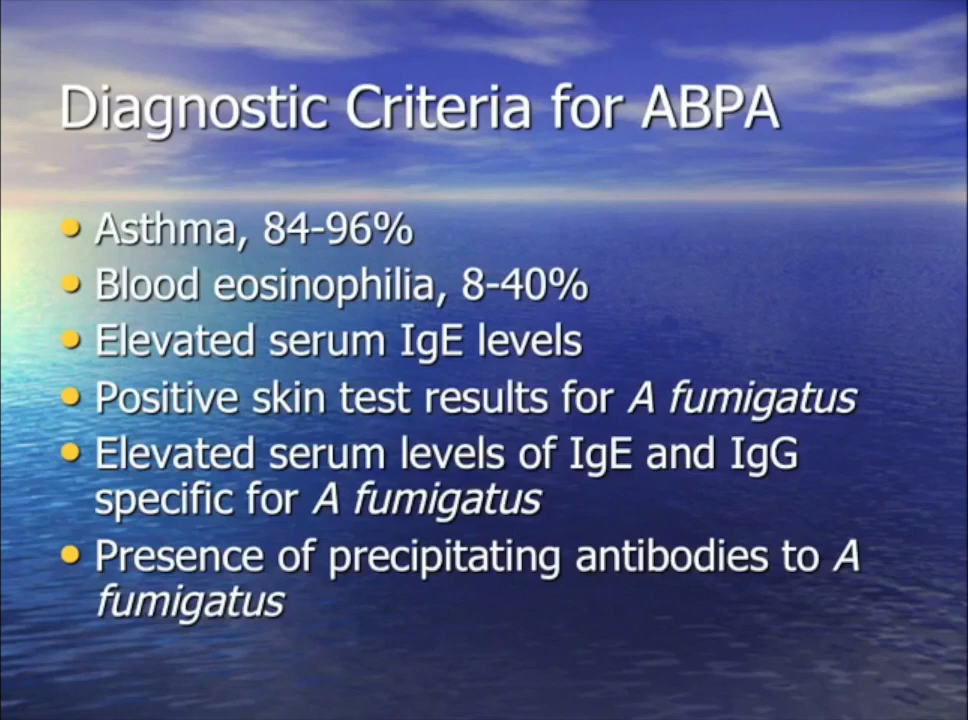 Diagnostic Criteria for ABPA
• Asthma, 84-96%
• Blood eosinophilia, 8-40%
• Elevated serum IgE levels
• Positive skin test results for A fumigatus
• Elevated serum levels of IgE and IgG
specific for A fumigatus
• Presence of precipitating antibodies to A
fumigatus